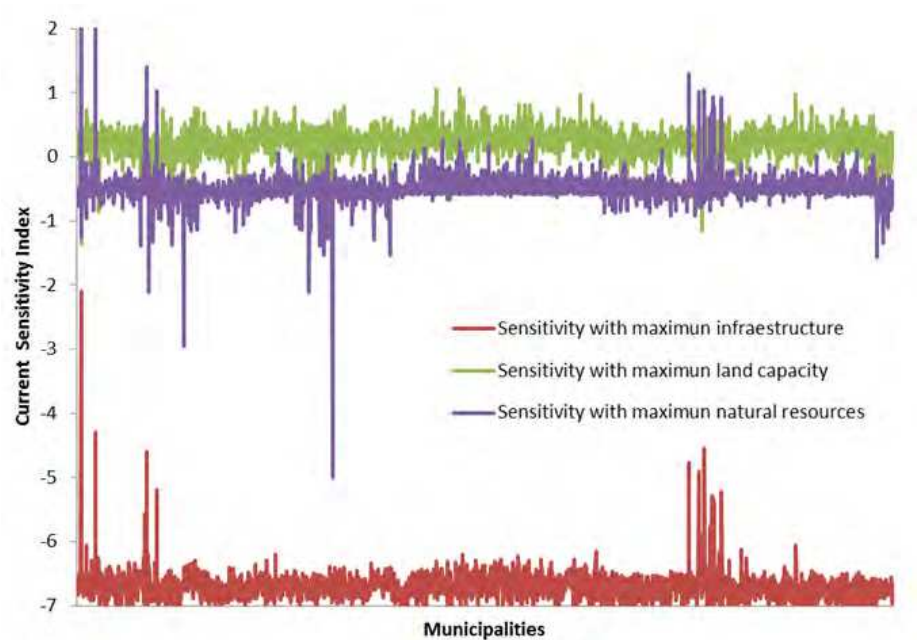 2
1
0
-1
-2
-3
-4
-5
-6
-7
Current Sensitivity Index
Sensitivity with maximun infraestructure
Sensitivity with maximun land capacity
Sensitivity with maximun natural resources
Municipalities